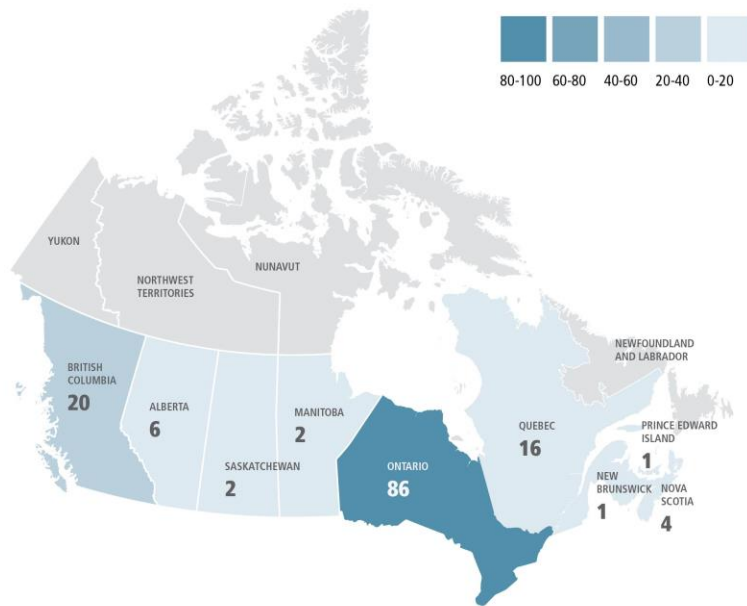 80-100 60-80 40-60 20-40 0-20
YUKON
NORTHWEST
TERRITORIES
NUNAVUT
BRITISH
COLUMBIA
20
ALBERTA
6
SASKATCHEWAN
2
MANITOBA
2
ONTARIO
86
QUEBEC
16
NEWFOUNDLAND
AND LABRADOR
PRINCE EDWARD
ISLAND
1
NEW
BRUNSWICK
1
NOVA
SCOTIA
4